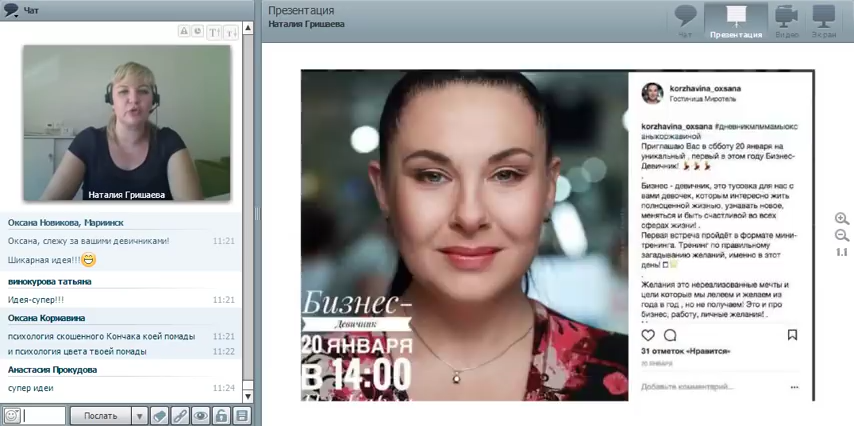 Чат
Наталия Гришаева
Оксана Новикова, Мариинск
Оксана, слежу за вашими девичниками!
11:21
Шикарная идея!!!
винокурова татьяна
Идея-супер!!!
11:21
Оксана Коржавина
психология скошенного Кончака коей помады
11:21
и психология цвета твоей помады
11:22
Анастасия Прокудова
супер идеи
11:24
Послать
Презентация
Наталия Гришаева
Чат
Презентация
Видео
Экран
Бизнес-
Девичник
20 ЯНВАРЯ
В 14:00
korzhavina_oxsana
Гостиница Миротель
korzhavina_oxsana #дневникмлммамыокс
аныкоржавиной
Приглашаю Вас в сбботу 20 января на
уникальный , первый в этом году Бизнес-
Девичник!
Бизнес - девичник, это тусовка для нас с
вами девочек, которым интересно жить
полноценной жизнью, узнавать новое,
меняться и быть счастливой во всех
сферах жизни! .
Первая встреча пройдёт в формате мини-
тренинга. Тренинг по правильному
загадыванию желаний, именно в этот
день!
Желания это нереализованные мечты и
цели которые мы лелеем и желаем из
года в год , но не получаем! Это и про
бизнес, работу, личные желания! .
31 отметок «Нравится»
20 ЯНВАРЯ
Добавьте комментарий...
1:1